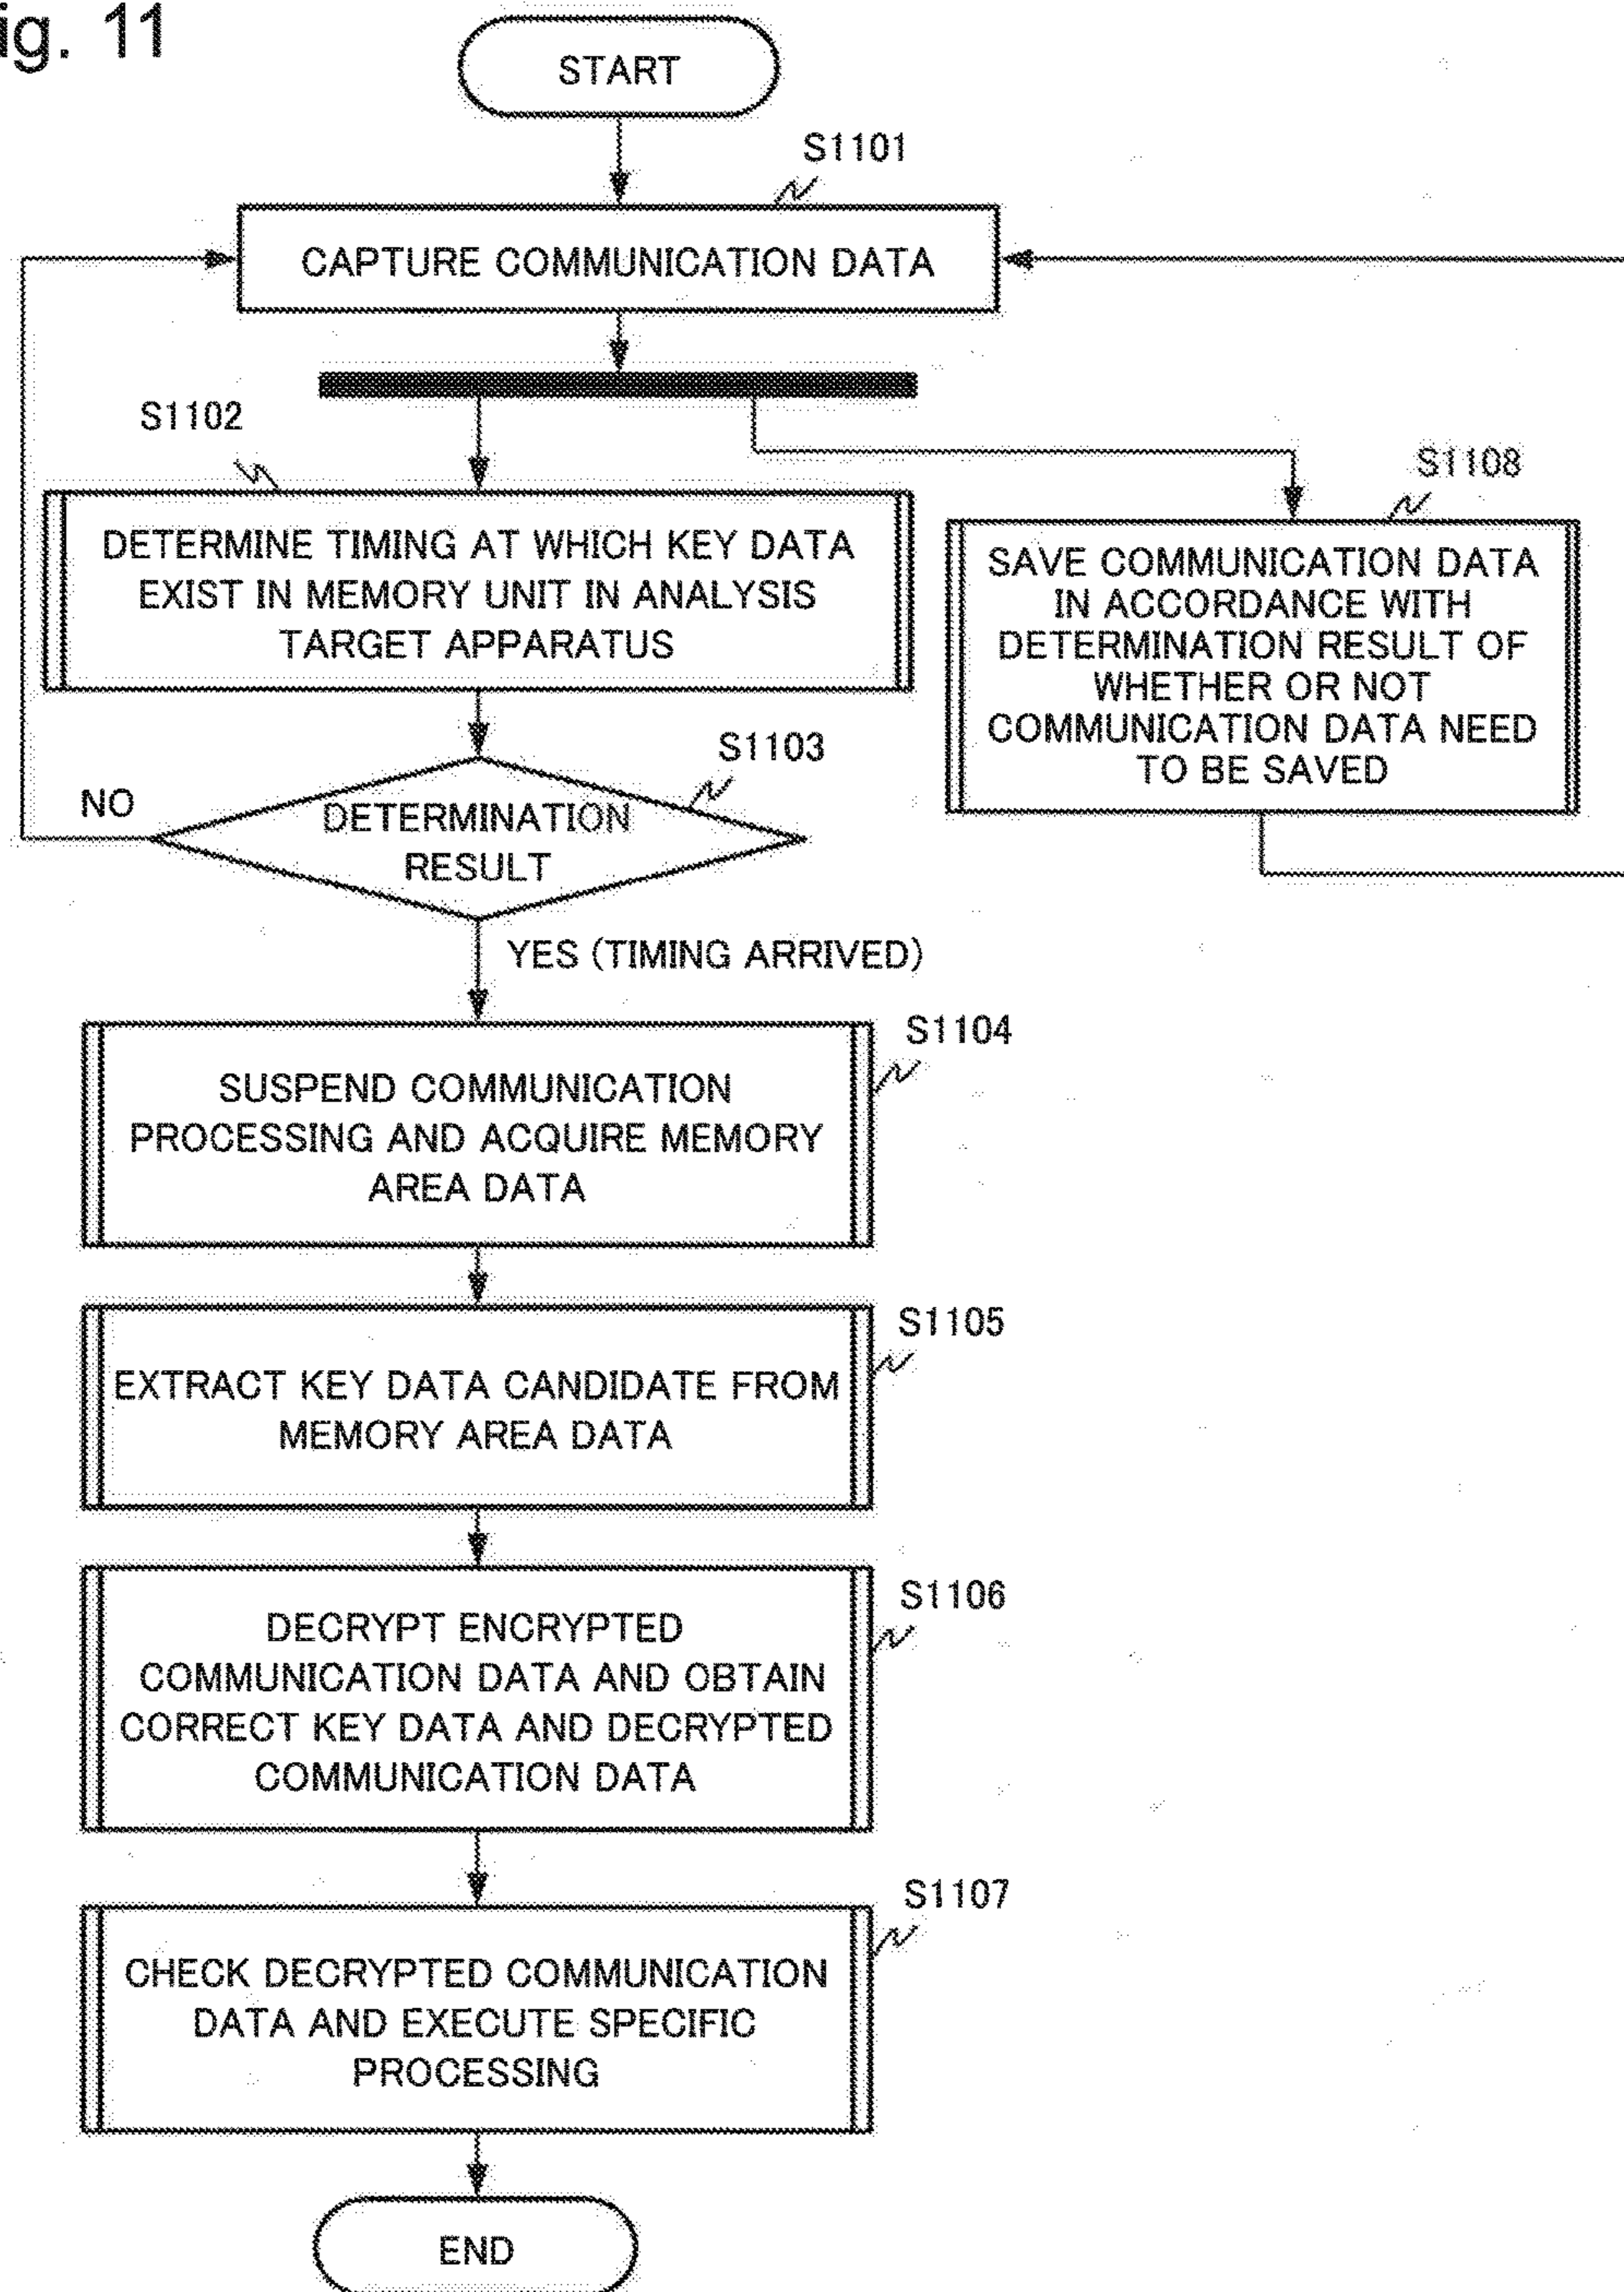 ig. 11
START
S1101
CAPTURE COMMUNICATION DATA
S1102
DETERMINE TIMING AT WHICH KEY DATA
EXIST IN MEMORY UNIT IN ANALYSIS
TARGET APPARATUS
S1108
SAVE COMMUNICATION DATA
IN ACCORDANCE WITH
DETERMINATION RESULT OF
WHETHER OR NOT
COMMUNICATION DATA NEED
TO BE SAVED
S1103
NO
DETERMINATION
RESULT
YES (TIMING ARRIVED)
S1104
SUSPEND COMMUNICATION
PROCESSING AND ACQUIRE MEMORY
AREA DATA
S1105
EXTRACT KEY DATA CANDIDATE FROM
MEMORY AREA DATA
S1106
DECRYPT ENCRYPTED
COMMUNICATION DATA AND OBTAIN
CORRECT KEY DATA AND DECRYPTED
COMMUNICATION DATA
S1107
CHECK DECRYPTED COMMUNICATION
DATA AND EXECUTE SPECIFIC
PROCESSING
END